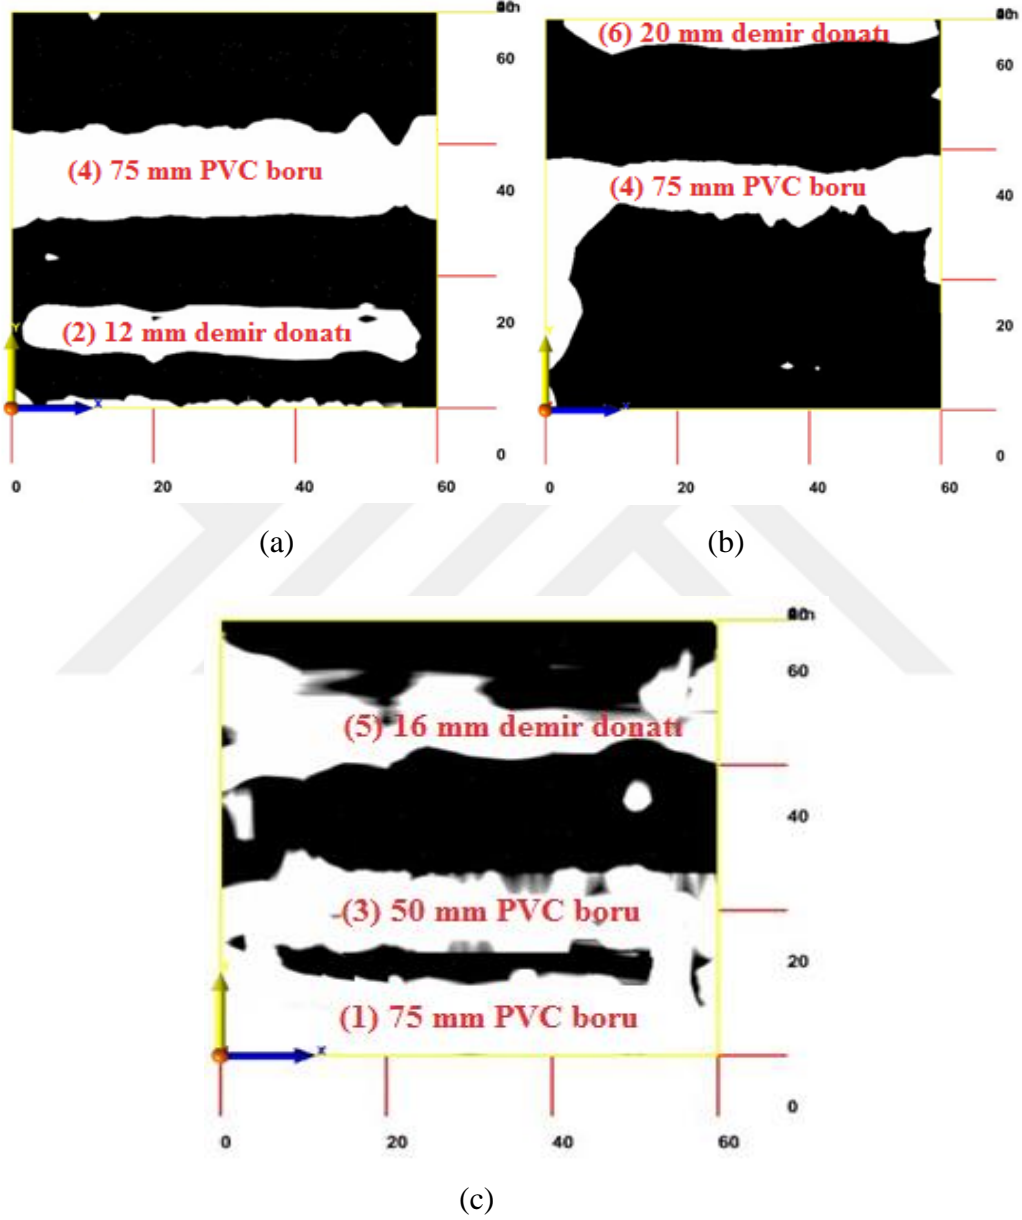 60
(4) 75 mm PVC boru
40
(2) 12 mm demir donatı
20
Y
X
0
0 20 40 60
(a)
(6) 20 mm demir donatı
60
(4) 75 mm PVC boru
40
20
0
0 20 40 60
(b)
60
(5) 16 mm demir donatı
40
(3) 50 mm PVC boru
20
(1) 75 mm PVC boru
X
0
0 20 40 60
(c)